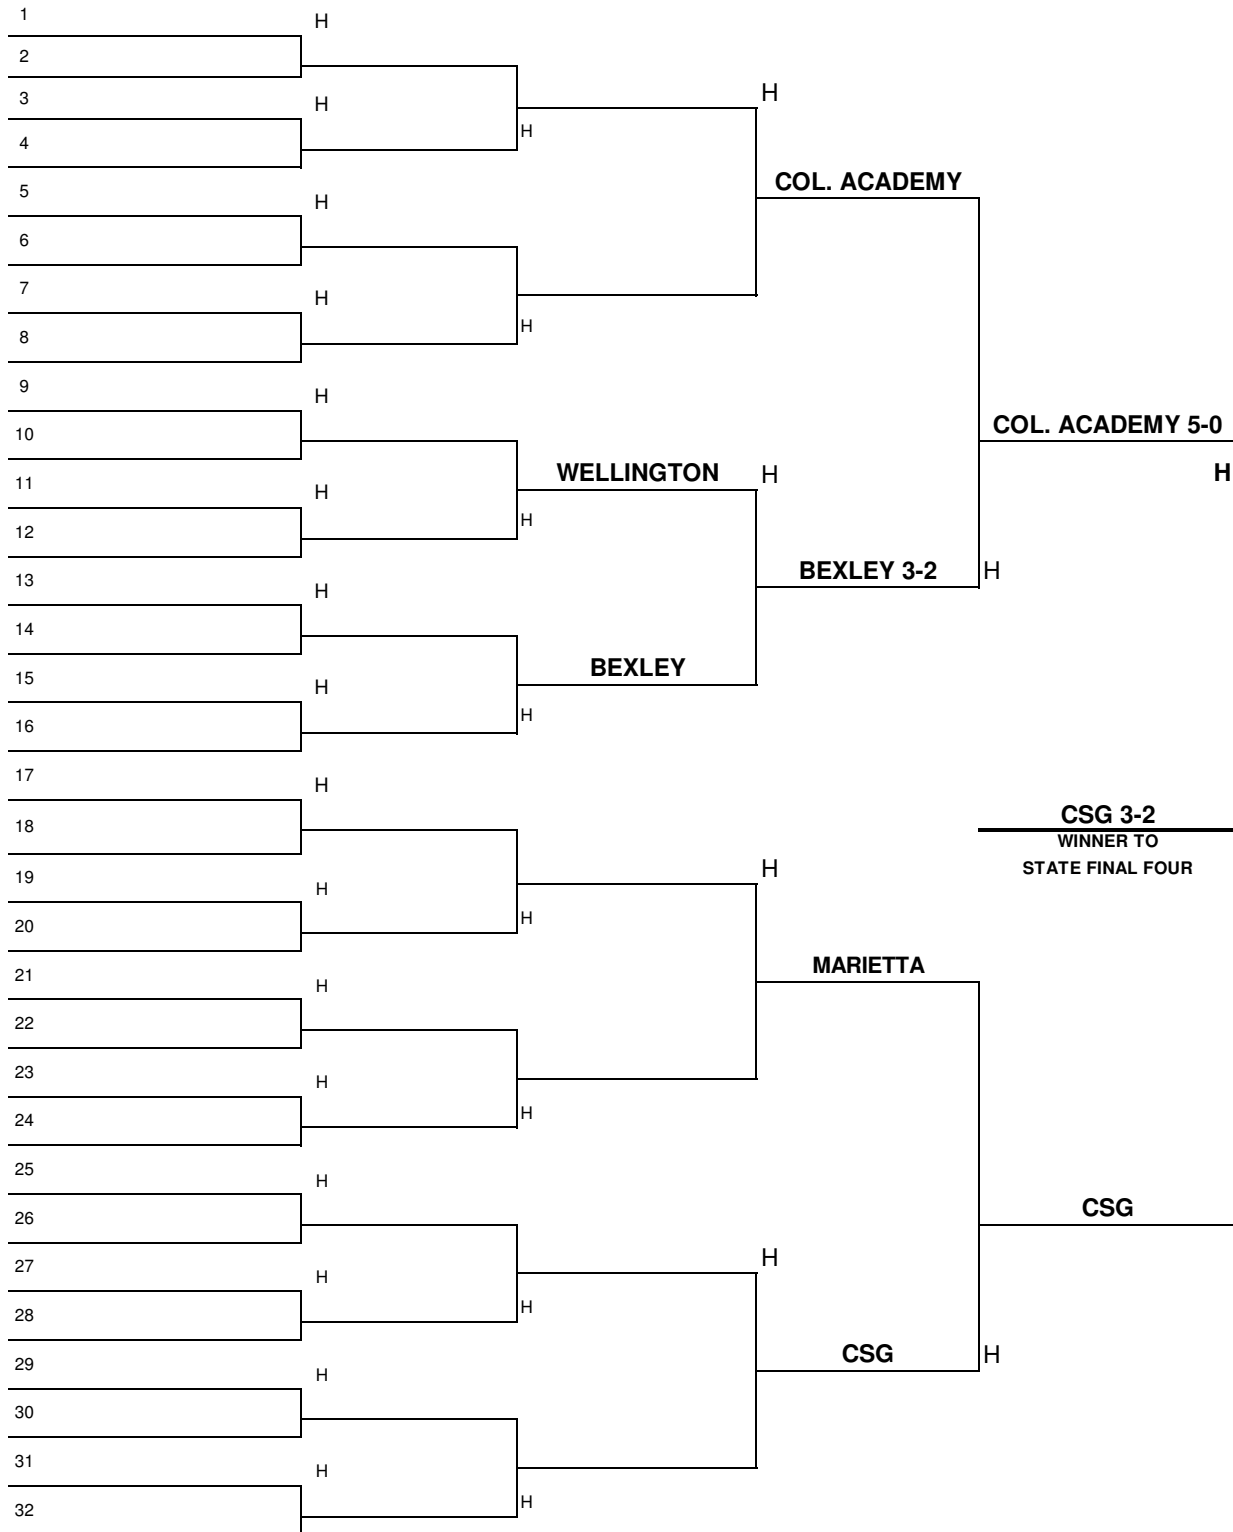 1
H
2
3
H
H
4
H
5
COL. ACADEMY
H
6
7
H
8
H
9
H
10
COL. ACADEMY 5-0
11
WELLINGTON
H
H
H
12
H
13
BEXLEY 3-2
H
H
14
15
BEXLEY
H
16
H
17
H
18
CSG 3-2
WINNER TO
STATE FINAL FOUR
19
H
H
20
H
21
MARIETTA
H
22
23
H
24
H
25
H
26
CSG
27
H
H
28
H
29
CSG
H
H
30
31
H
32
H